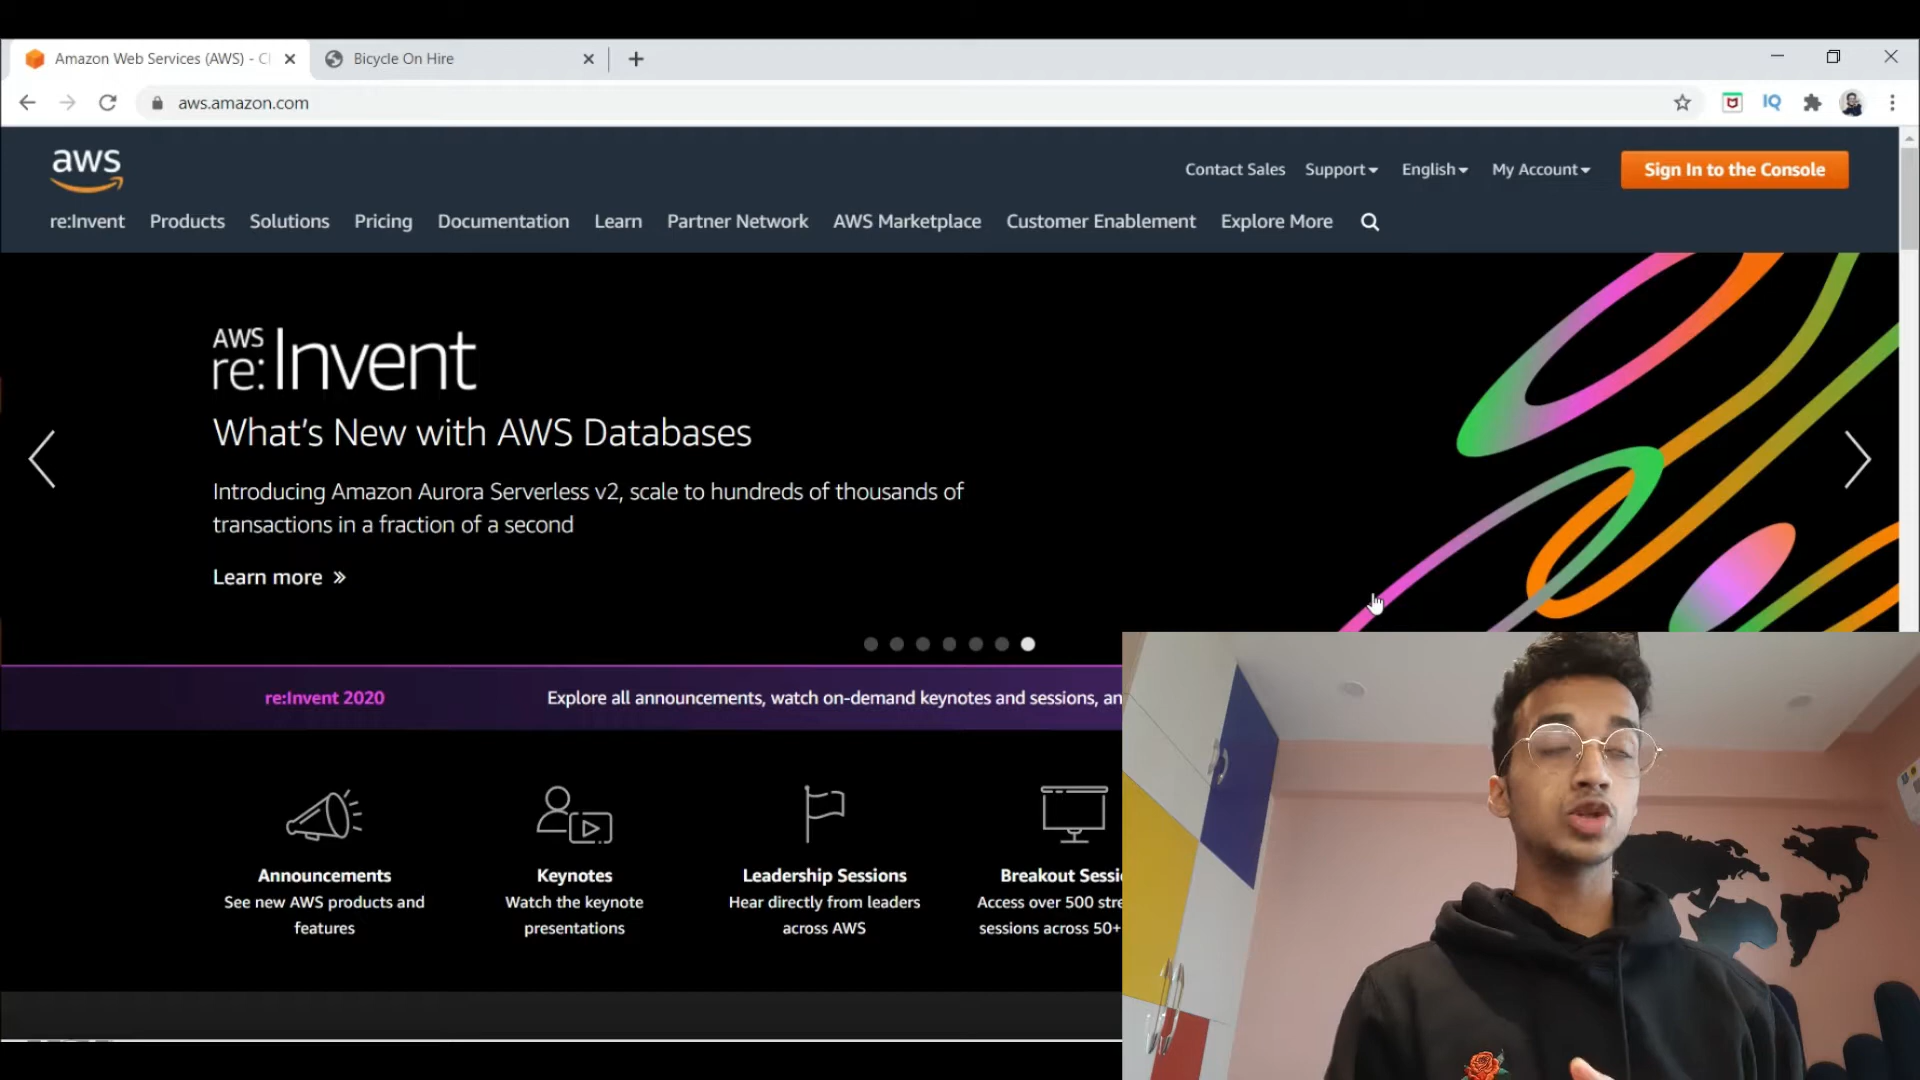 Amazon Web Services (AWS) - Cl
Bicycle On Hire
aws.amazon.com
IQ
aws
Contact Sales Support English My Account Sign In to the Console
re:Invent Products Solutions Pricing Documentation Learn Partner Network AWS Marketplace Customer Enablement Explore More
AWS
re:Invent
What's New with AWS Databases
Introducing Amazon Aurora Serverless v2, scale to hundreds of thousands of
transactions in a fraction of a second
Learn more »
re:Invent 2020 Explore all announcements, watch on-demand keynotes and sessions, an
Announcements
See new AWS products and
features
Keynotes
Watch the keynote
presentations
Leadership Sessions
Hear directly from leaders
across AWS
Breakout Sessi
Access over 500 stre
sessions across 50+